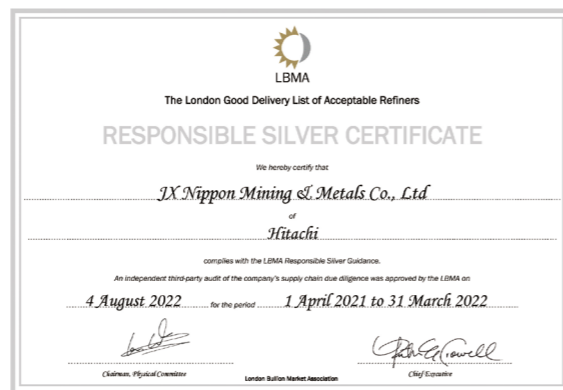 LBMA
The London Good Delivery List of Acceptable Refiners
RESPONSIBLE SILVER CERTIFICATE
We hereby certify that
JX Nippon Mining & Metals Co., Ltd
of
Hitachi
complies with the LBMA Responsible Silver Guidance.
An independent third-party audit of the company's supply chain due diligence was approved by the LBMA on
4 August 2022 for the period 1 April 2021 to 31 March 2022
Chairman, Physical Committee London Bullion Market Association Chief Executive